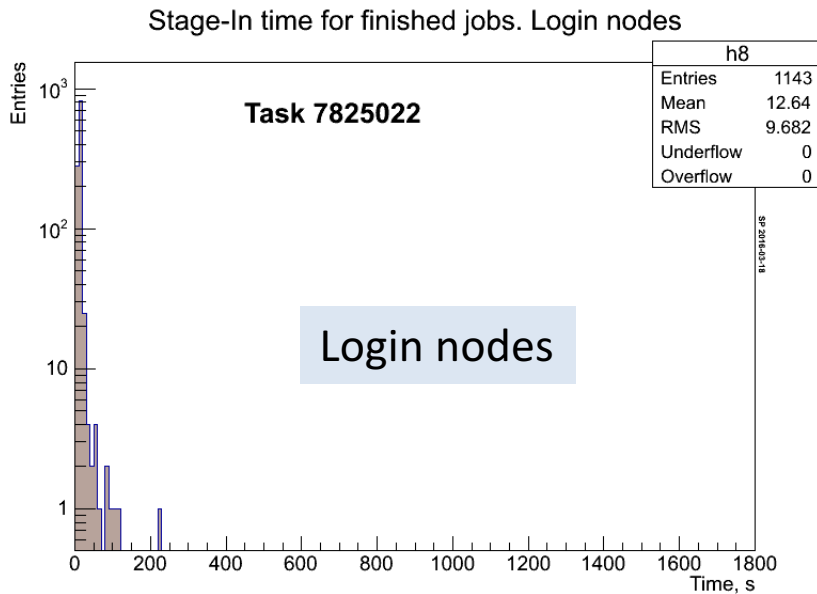 Stage-In time for finished jobs. Login nodes
h8
Entries 1143
Mean 12.64
RMS 9.682
Underflow 0
Overflow 0
Entries
Task 7825022
10³
10²
10
1
Login nodes
SP 2016-03-18
0 200 400 600 800 1000 1200 1400 1600 1800
Time, s